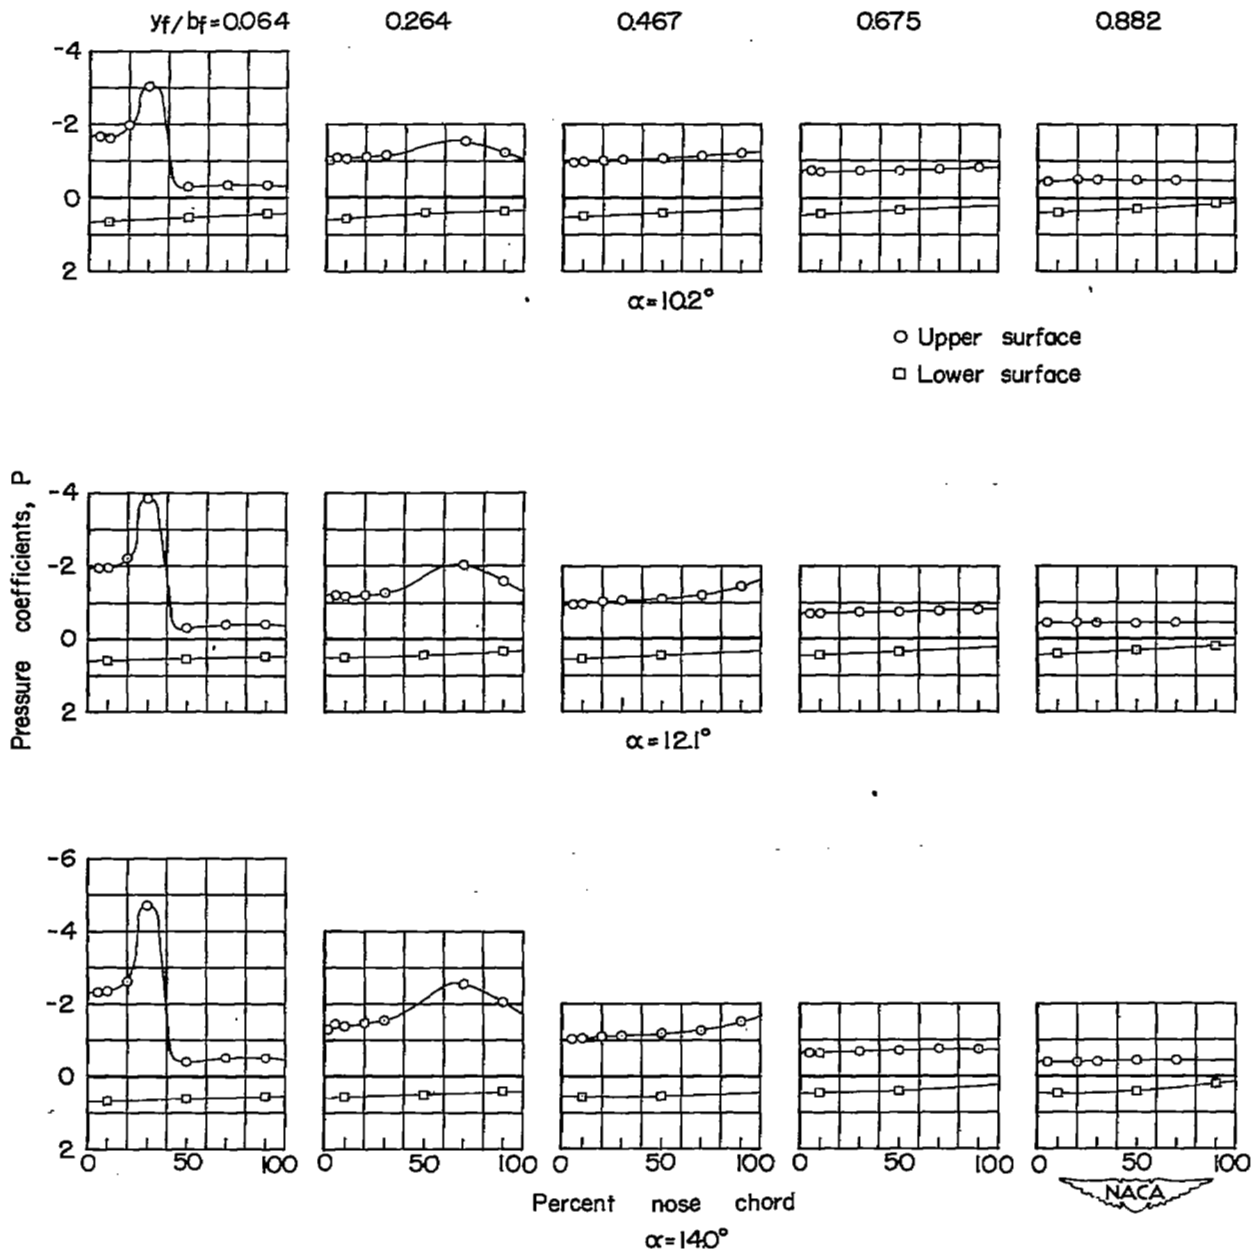 yf/bf=0.064 0.264 0.467 0.675 0.882
-4
-2
0
2
α=10.2°
Upper surface
Lower surface
Pressure coefficients, P
-4
-2
0
2
α=12.1°
-6
-4
-2
0
2
0 50 100 0 50 100 0 50 100 0 50 100 0 50 100
Percent nose chord
NACA
α=14.0°